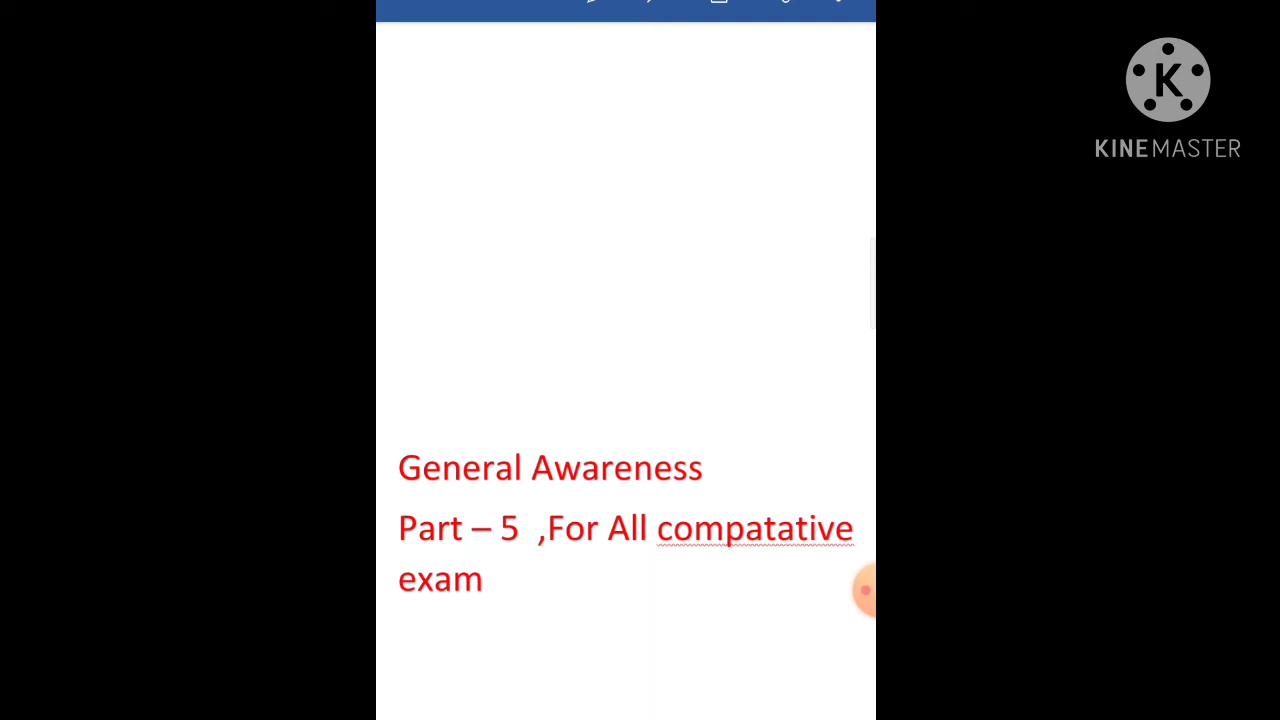 K
KINEMASTER
General Awareness
Part – 5 ,For All compatative
exam